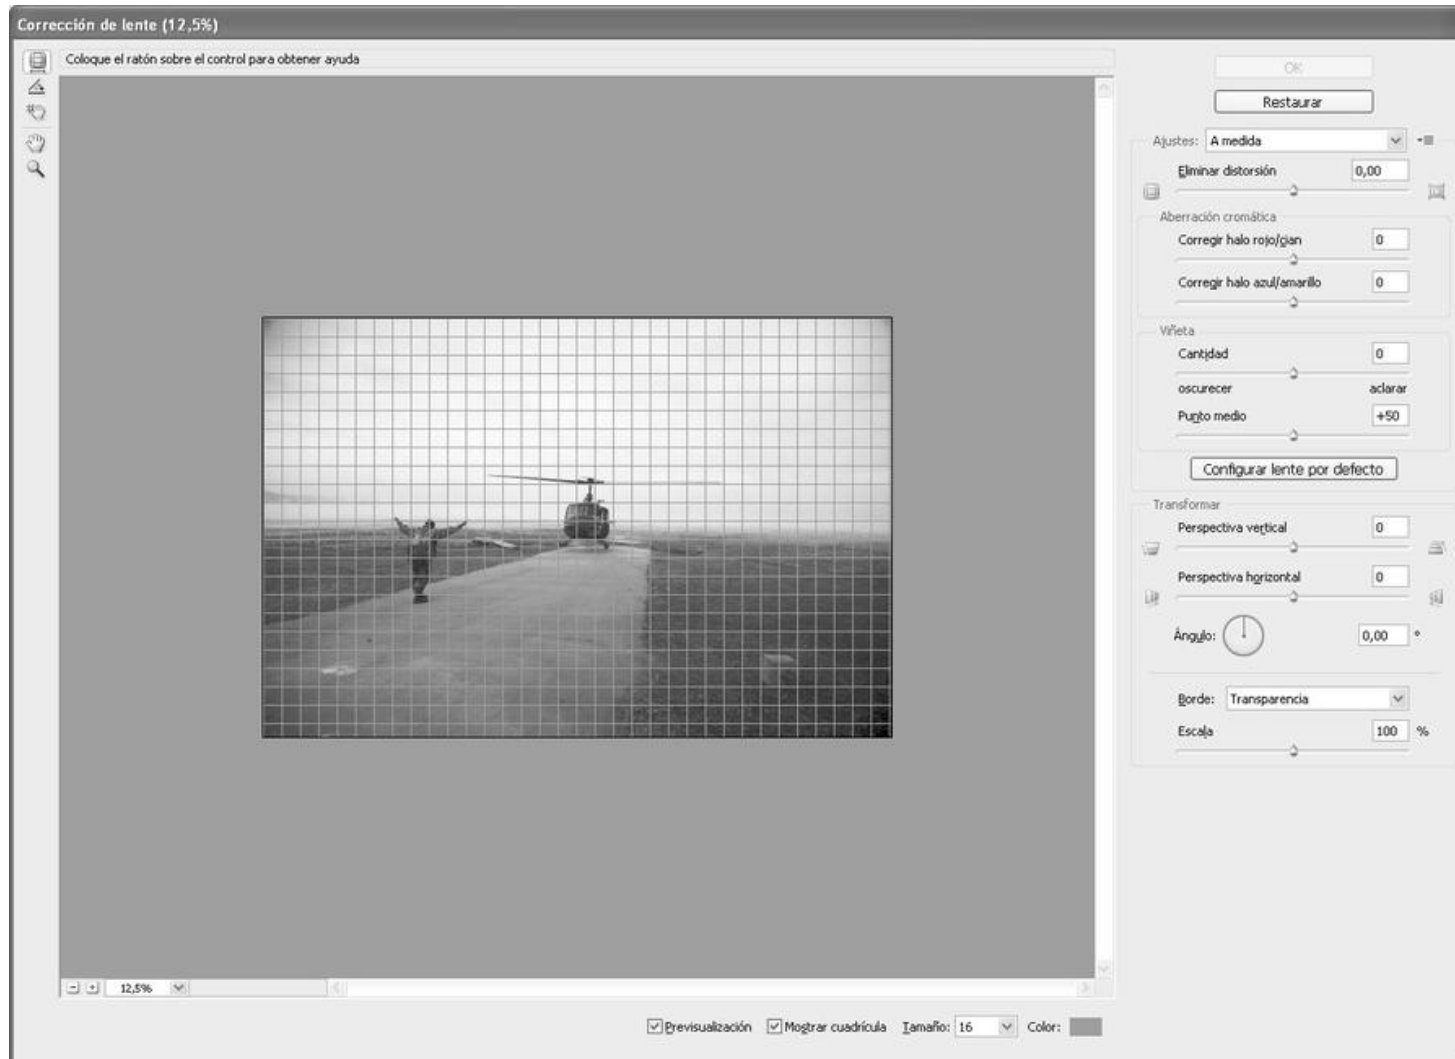 Corrección de lente (12,5%)
Coloque el ratón sobre el control para obtener ayuda
OK
Restaurar
Ajustes: A medida
Eliminar distorsión 0,00
Aberración cromática
Corregir halo rojo/cian 0
Corregir halo azul/amarillo 0
Viñeta
Cantidad 0
oscurecer aclarar
Punto medio +50
Configurar lente por defecto
Transformar
Perspectiva vertical 0
Perspectiva horizontal 0
Ángulo: 0,00 °
Borde: Transparencia
Escala 100 %
12,5%
Previsualización Mostrar cuadrícula Tamaño: 16 Color: